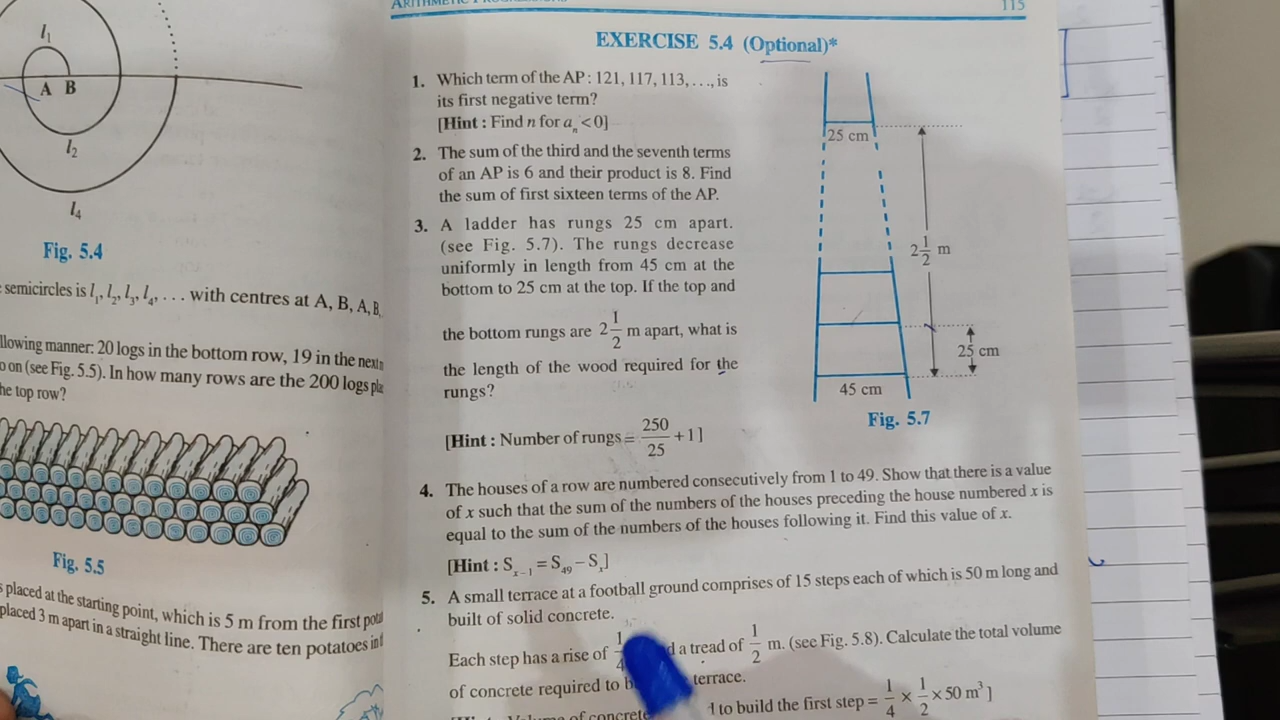 l₁
A B
l₂
l₄
Fig. 5.4
semicircles is l₁, l₂, l₃, l₄, . . . with centres at A, B, A, B,
llowing manner: 20 logs in the bottom row, 19 in the next
o on (see Fig. 5.5). In how many rows are the 200 logs
he top row?
Fig. 5.5
placed at the starting point, which is 5 m from the first
placed 3 m apart in a straight line. There are ten potatoes in
115
EXERCISE 5.4 (Optional)*
1. Which term of the AP : 121, 117, 113, . . ., is
its first negative term?
[Hint : Find n for aₙ < 0]
2. The sum of the third and the seventh terms
of an AP is 6 and their product is 8. Find
the sum of first sixteen terms of the AP.
3. A ladder has rungs 25 cm apart.
(see Fig. 5.7). The rungs decrease
uniformly in length from 45 cm at the
bottom to 25 cm at the top. If the top and
the bottom rungs are 2 1/2 m apart, what is
the length of the wood required for the
rungs?
[Hint : Number of rungs = 250/25 + 1]
25 cm
2 1/2 m
25 cm
45 cm
Fig. 5.7
4. The houses of a row are numbered consecutively from 1 to 49. Show that there is a value
of x such that the sum of the numbers of the houses preceding the house numbered x is
equal to the sum of the numbers of the houses following it. Find this value of x.
[Hint : Sₓ₋₁ = S₄₉ – Sₓ]
5. A small terrace at a football ground comprises of 15 steps each of which is 50 m long and
built of solid concrete.
Each step has a rise of a tread of 1/2 m. (see Fig. 5.8). Calculate the total volume
of concrete required to terrace.
of concrete to build the first step = 1/4 × 1/2 × 50 m³]